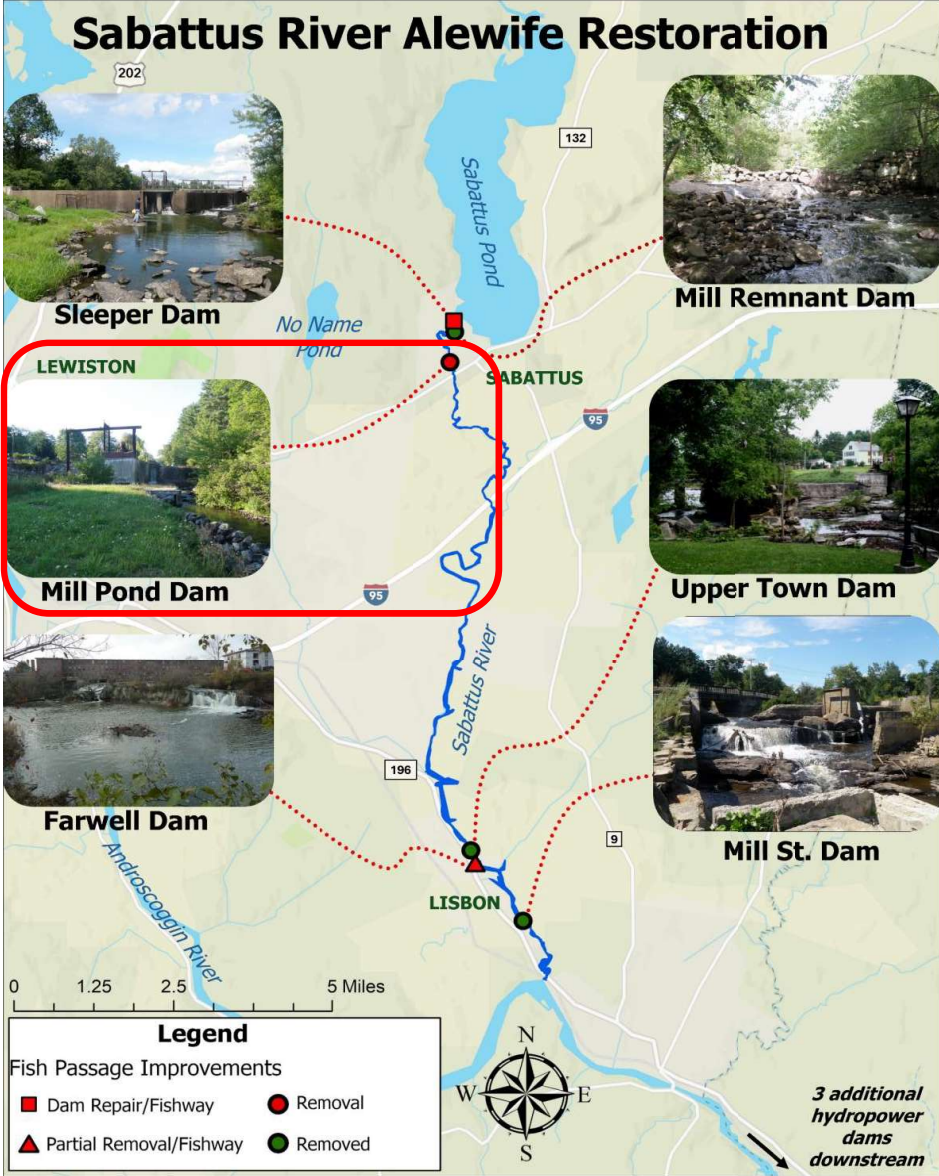 Sabattus River Alewife Restoration
202
132
Sabattus Pond
Sleeper Dam
Mill Remnant Dam
No Name
Pond
LEWISTON
SABATTUS
95
Mill Pond Dam
95
Upper Town Dam
Sabattus River
196
Farwell Dam
Mill St. Dam
9
LISBON
Androscoggin River
0 1.25 2.5 5 Miles
Legend
Fish Passage Improvements
Dam Repair/Fishway
Removal
Partial Removal/Fishway
Removed
N
W
E
S
3 additional
hydropower
dams
downstream